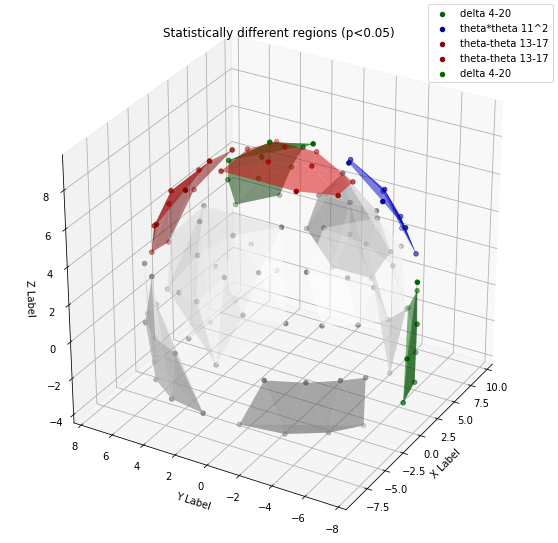 Statistically different regions (p<0.05)
delta 4-20
theta*theta 11^2
theta-theta 13-17
theta-theta 13-17
delta 4-20
Z Label
8
6
4
2
0
−2
−4
8
6
4
2
0
−2
−4
−6
−8
Y Label
10.0
7.5
5.0
2.5
0.0
−2.5
−5.0
−7.5
X Label